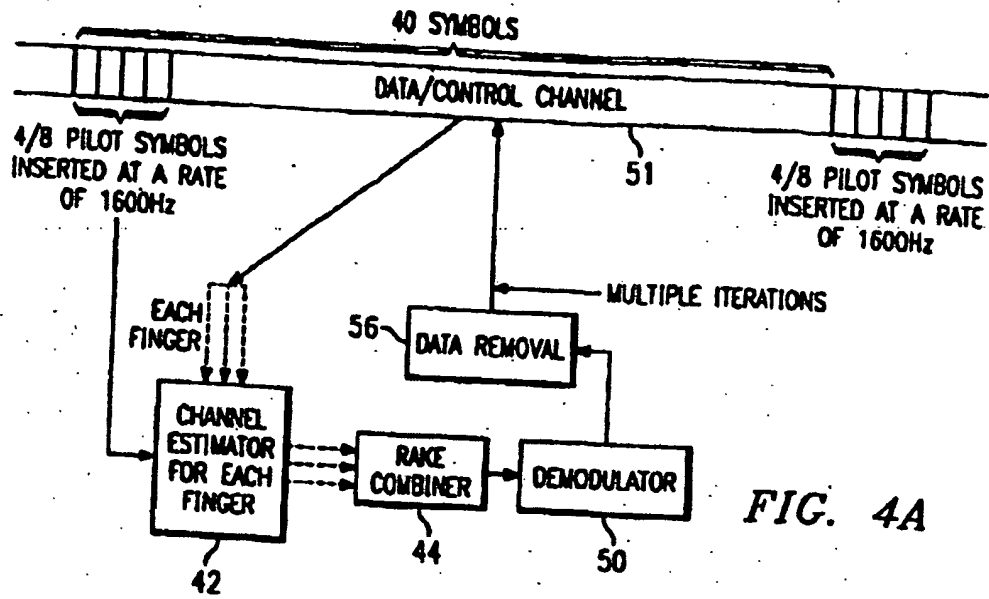 40 SYMBOLS
DATA/CONTROL CHANNEL
51
4/8 PILOT SYMBOLS
INSERTED AT A RATE
OF 1600Hz
4/8 PILOT SYMBOLS
INSERTED AT A RATE
OF 1600Hz
MULTIPLE ITERATIONS
EACH
FINGER
56
DATA REMOVAL
CHANNEL
ESTIMATOR
FOR EACH
FINGER
42
RAKE
COMBINER
44
DEMODULATOR
50
FIG. 4A